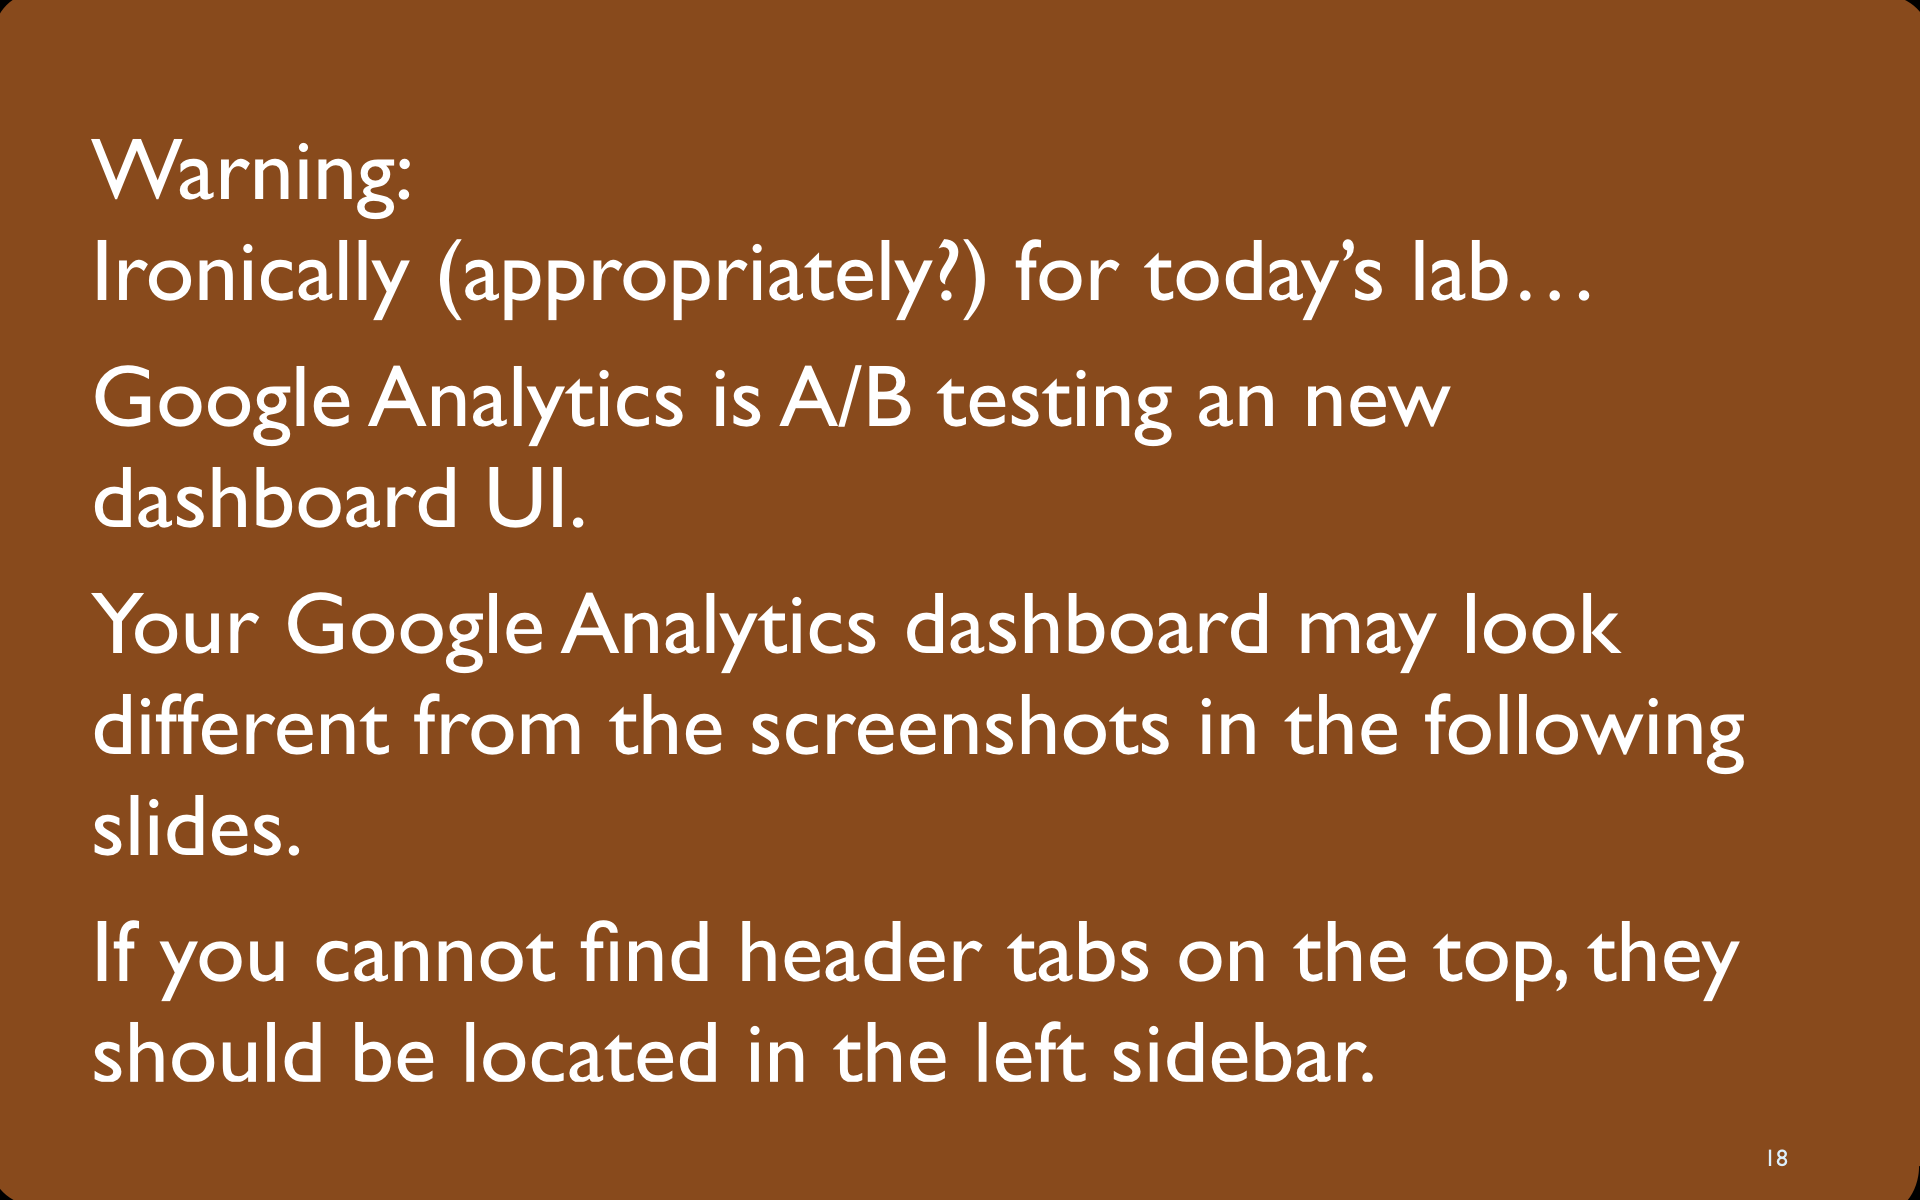 Warning:
Ironically (appropriately?) for today’s lab…
Google Analytics is A/B testing an new
dashboard UI.
Your Google Analytics dashboard may look
different from the screenshots in the following
slides.
If you cannot find header tabs on the top, they
should be located in the left sidebar.
18